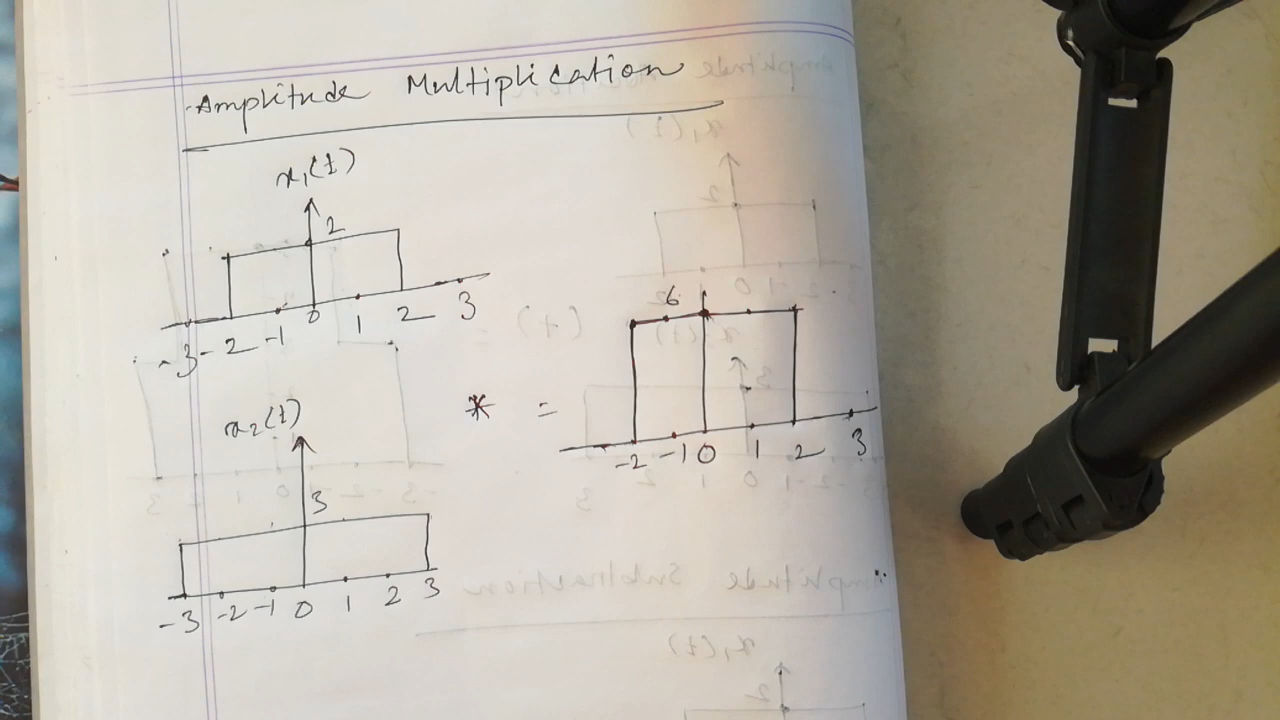 Amplitude Multiplication
x₁(t)
2
-3 -2 -1 0 1 2 3
x₂(t)
3
-3 -2 -1 0 1 2 3
* =
6
-2 -1 0 1 2 3